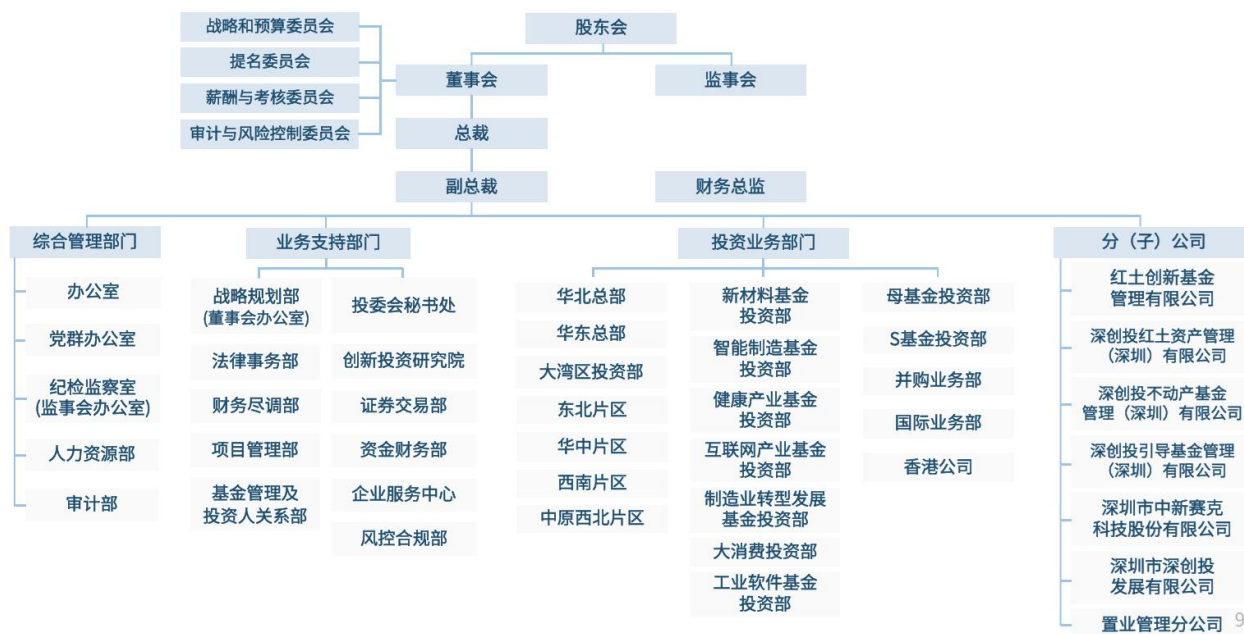 战略和预算委员会
提名委员会
薪酬与考核委员会
审计与风险控制委员会
股东会
董事会
监事会
总裁
副总裁
财务总监
综合管理部门
办公室
党群办公室
纪检监察室
(监事会办公室)
人力资源部
审计部
业务支持部门
战略规划部
(董事会办公室)
法律事务部
财务尽调部
项目管理部
基金管理及
投资人关系部
投委会秘书处
创新投资研究院
证券交易部
资金财务部
企业服务中心
风控合规部
投资业务部门
华北总部
华东总部
大湾区投资部
东北片区
华中片区
西南片区
中原西北片区
新材料基金
投资部
智能制造基金
投资部
健康产业基金
投资部
互联网产业基金
投资部
制造业转型发展
基金投资部
大消费投资部
工业软件基金
投资部
母基金投资部
S基金投资部
并购业务部
国际业务部
香港公司
分（子）公司
红土创新基金
管理有限公司
深创投红土资产管理
（深圳）有限公司
深创投不动产基金
管理（深圳）有限公司
深创投引导基金管理
（深圳）有限公司
深圳市中新赛克
科技股份有限公司
深圳市深创投
发展有限公司
置业管理分公司
9